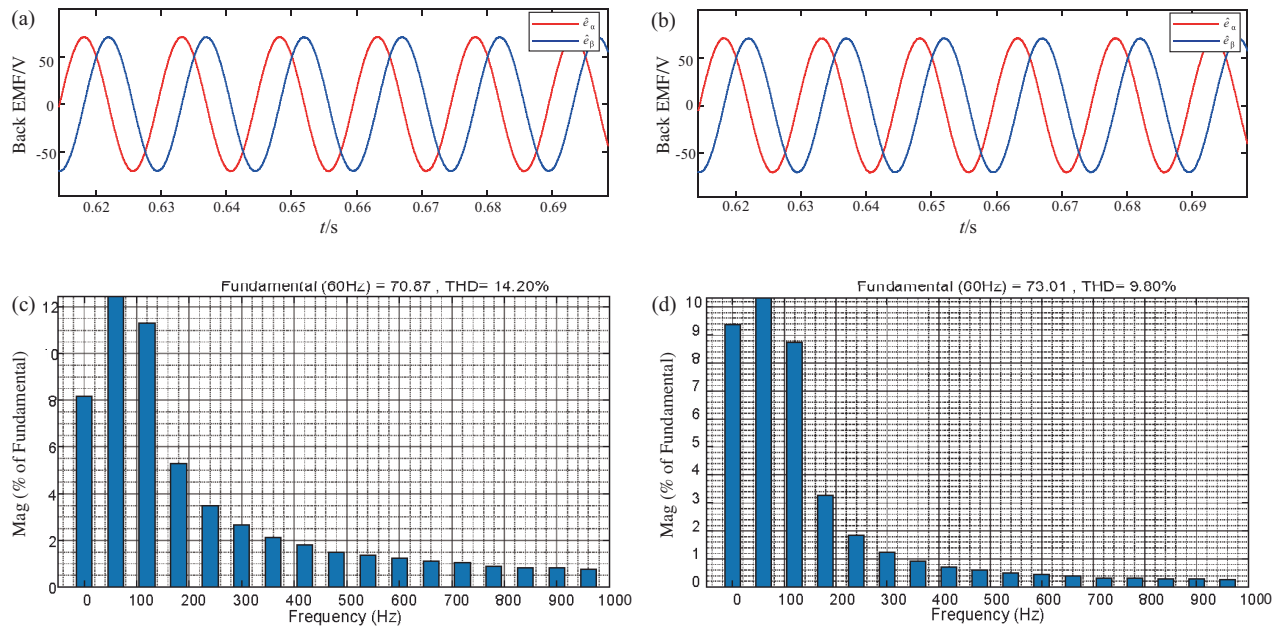 (a)
ê α
ê β
50
0
-50
Back EMF/V
0.62 0.63 0.64 0.65 0.66 0.67 0.68 0.69
t/s
(b)
ê α
ê β
50
0
-50
Back EMF/V
0.62 0.63 0.64 0.65 0.66 0.67 0.68 0.69
t/s
(c)
Fundamental (60Hz) = 70.87 , THD= 14.20%
12
0
8
6
4
2
0
Mag (% of Fundamental)
0 100 200 300 400 500 600 700 800 900 1000
Frequency (Hz)
(d)
Fundamental (60Hz) = 73.01 , THD= 9.80%
10
9
8
7
6
5
4
3
2
1
0
Mag (% of Fundamental)
0 100 200 300 400 500 600 700 800 900 1000
Frequency (Hz)